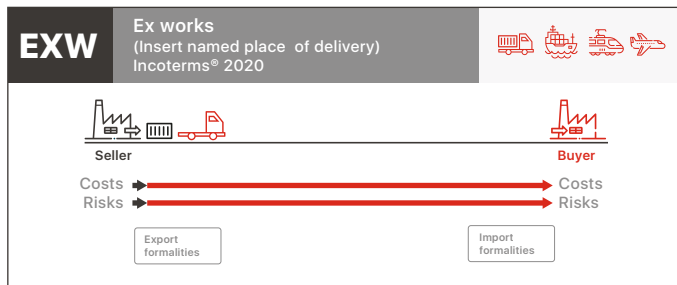 EXW
Ex works
(Insert named place of delivery)
Incoterms® 2020
Seller
Buyer
Costs
Costs
Risks
Risks
Export
formalities
Import
formalities